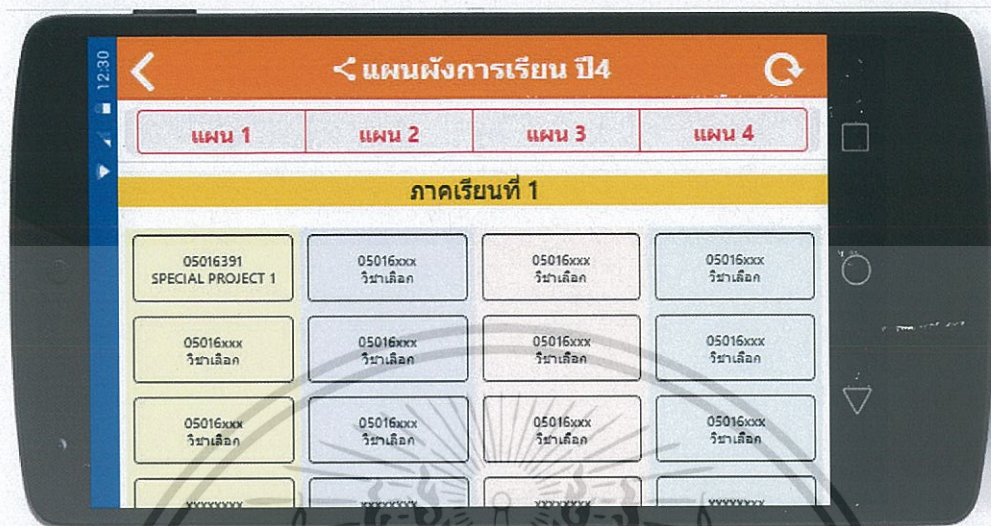 12:30
แผนผังการเรียน ปี4
แผน 1 แผน 2 แผน 3 แผน 4
ภาคเรียนที่ 1
05016391 05016xxx 05016xxx 05016xxx
SPECIAL PROJECT 1 วิชาเลือก วิชาเลือก วิชาเลือก
05016xxx 05016xxx 05016xxx 05016xxx
วิชาเลือก วิชาเลือก วิชาเลือก วิชาเลือก
05016xxx 05016xxx 05016xxx 05016xxx
วิชาเลือก วิชาเลือก วิชาเลือก วิชาเลือก
xxxxxxxx xxxxxxxx xxxxxxxx xxxxxxxx